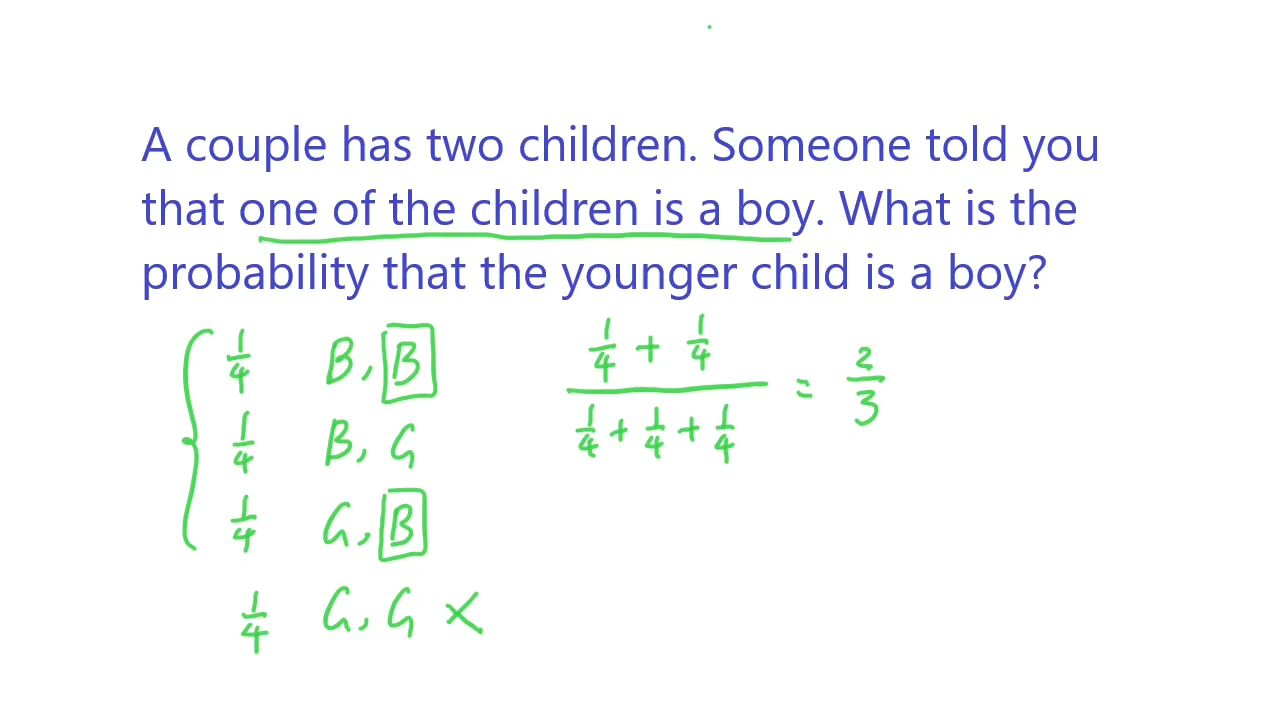 A couple has two children. Someone told you
that one of the children is a boy. What is the
probability that the younger child is a boy?
1/4 B, B
1/4 B, G
1/4 G, B
1/4 G, G ×
(1/4 + 1/4) / (1/4 + 1/4 + 1/4) = 2/3